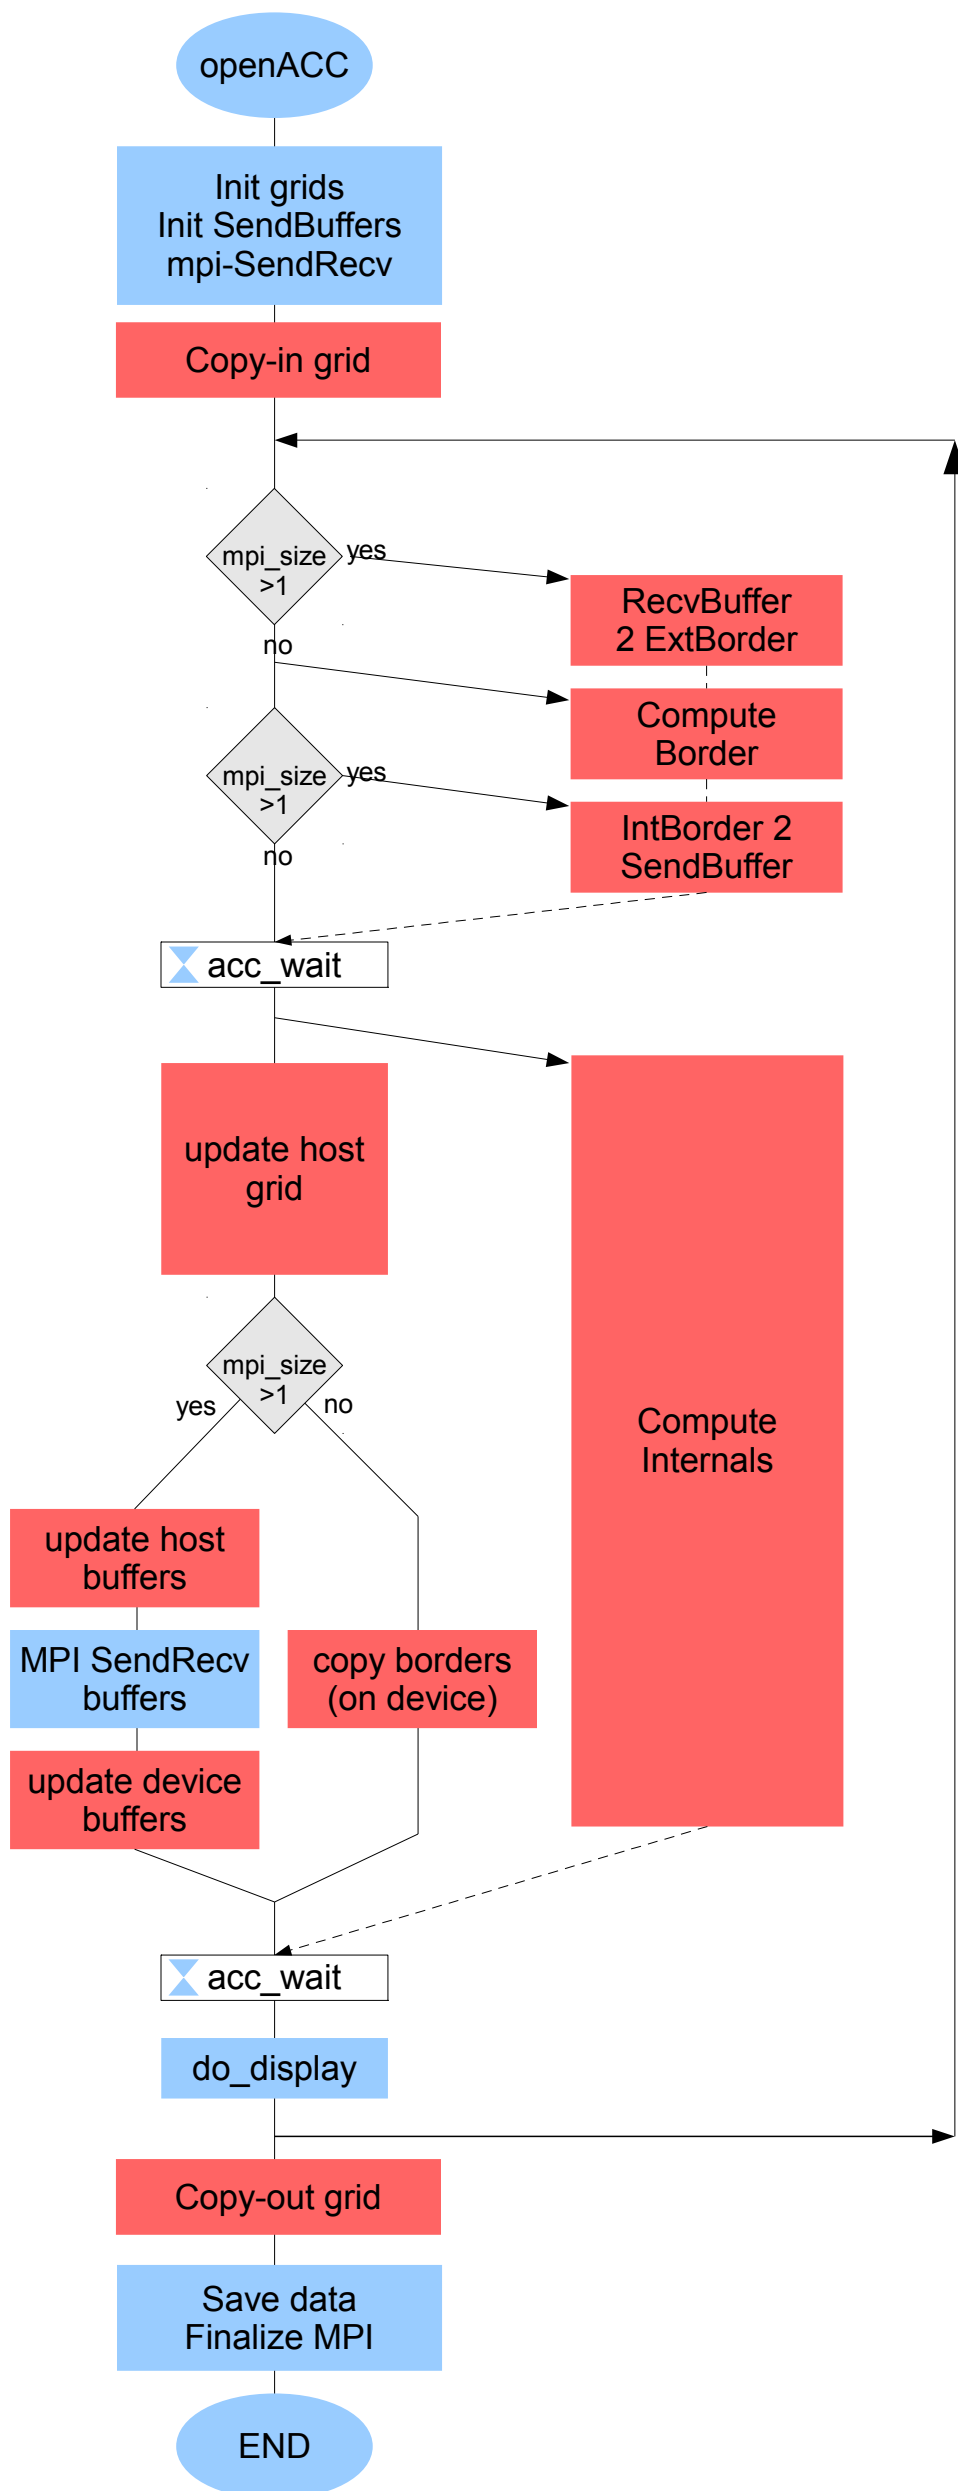 openACC
Init grids
Init SendBuffers
mpi-SendRecv
Copy-in grid
mpi_size
>1
yes
no
RecvBuffer
2 ExtBorder
Compute
Border
mpi_size
>1
yes
no
IntBorder 2
SendBuffer
acc_wait
update host
grid
Compute
Internals
mpi_size
>1
yes
no
update host
buffers
MPI SendRecv
buffers
copy borders
(on device)
update device
buffers
acc_wait
do_display
Copy-out grid
Save data
Finalize MPI
END